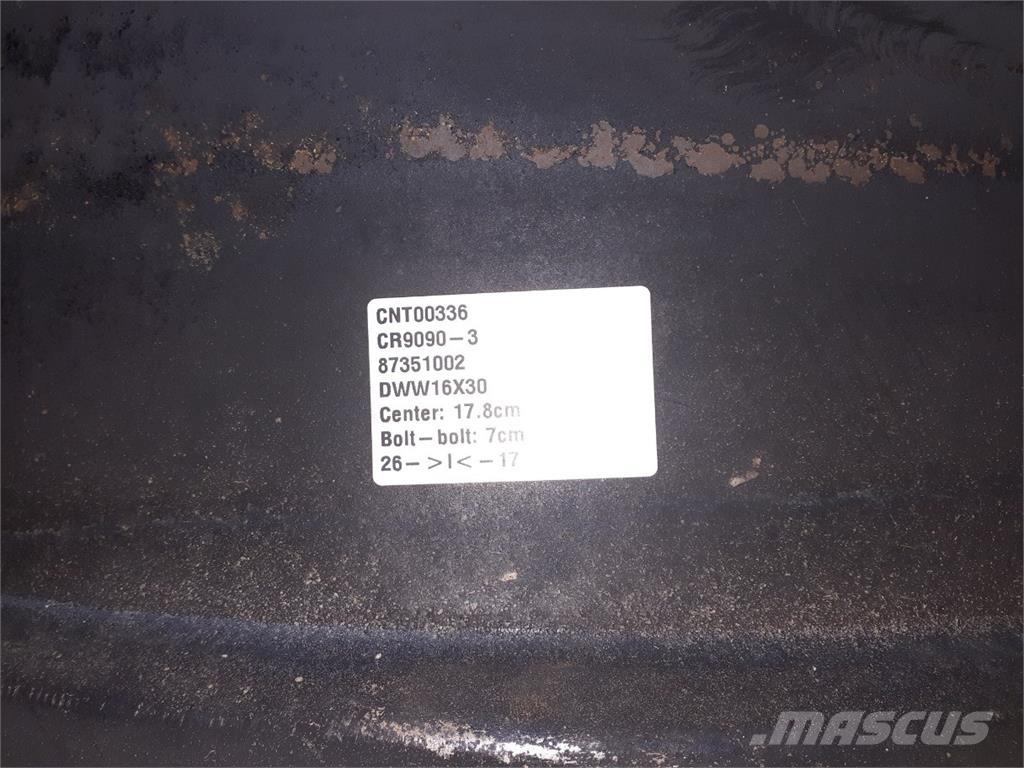 CNT00336
CR9090-3
87351002
DWW16X30
Center: 17.8cm
Bolt-bolt: 7cm
26->|<-17
MASCUS